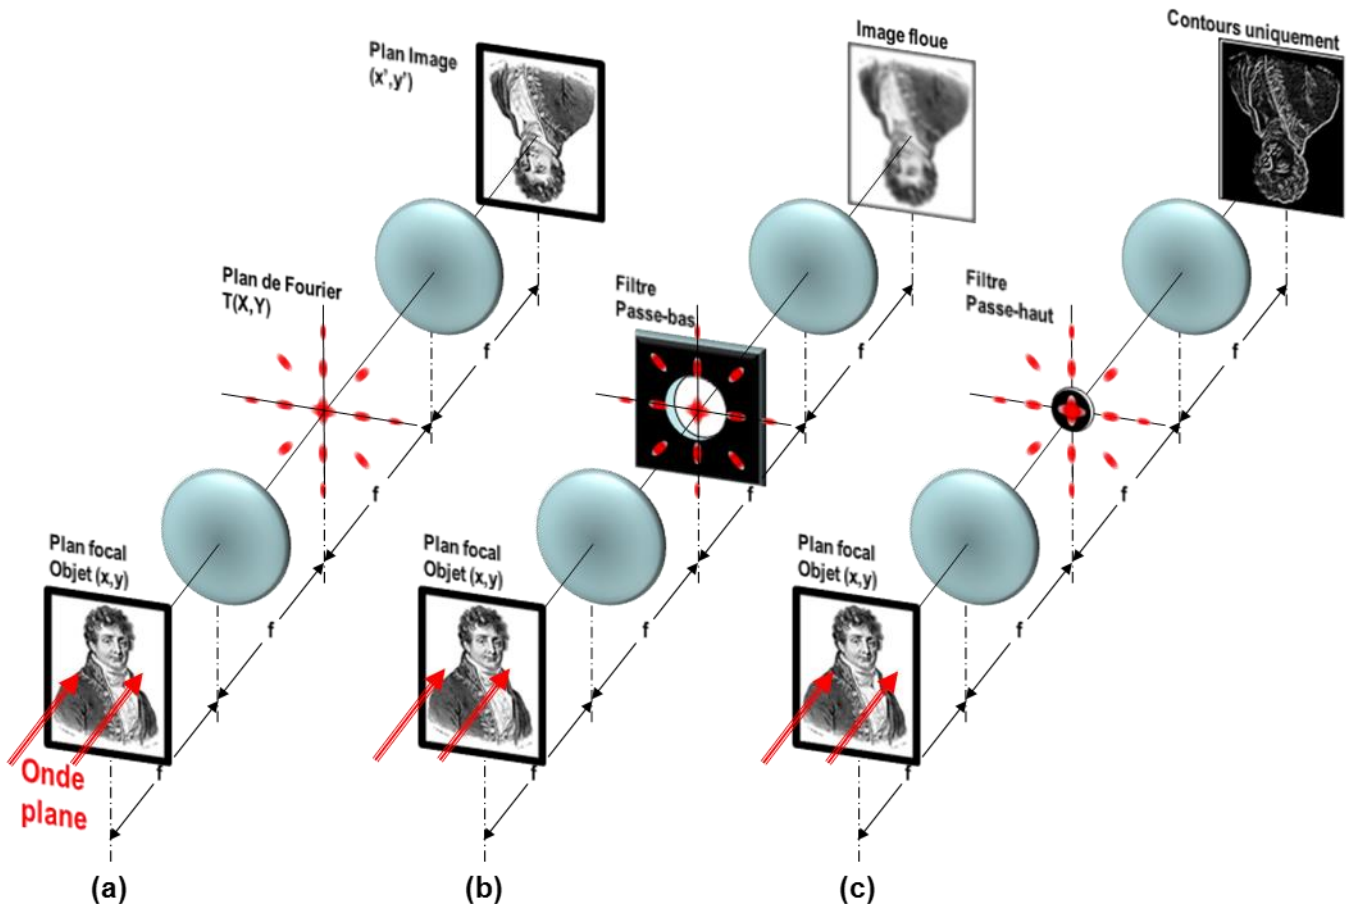 Plan Image
(x',y')
Plan de Fourier
T(X,Y)
Plan focal
Objet (x,y)
Onde
plane
f
f
f
f
(a)
Image floue
Filtre
Passe-bas
Plan focal
Objet (x,y)
f
f
f
f
(b)
Contours uniquement
Filtre
Passe-haut
Plan focal
Objet (x,y)
f
f
f
f
(c)